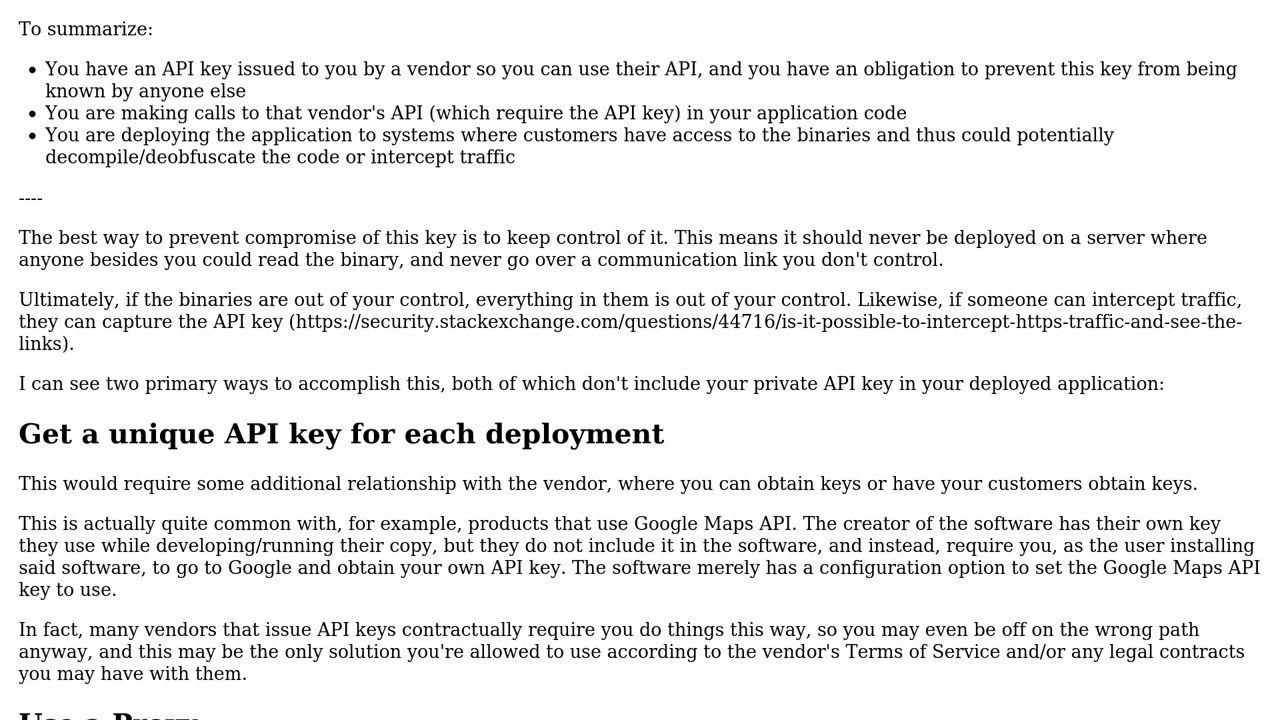 To summarize:
• You have an API key issued to you by a vendor so you can use their API, and you have an obligation to prevent this key from being
known by anyone else
• You are making calls to that vendor's API (which require the API key) in your application code
• You are deploying the application to systems where customers have access to the binaries and thus could potentially
decompile/deobfuscate the code or intercept traffic
----
The best way to prevent compromise of this key is to keep control of it. This means it should never be deployed on a server where
anyone besides you could read the binary, and never go over a communication link you don't control.
Ultimately, if the binaries are out of your control, everything in them is out of your control. Likewise, if someone can intercept traffic,
they can capture the API key (https://security.stackexchange.com/questions/44716/is-it-possible-to-intercept-https-traffic-and-see-the-
links).
I can see two primary ways to accomplish this, both of which don't include your private API key in your deployed application:
Get a unique API key for each deployment
This would require some additional relationship with the vendor, where you can obtain keys or have your customers obtain keys.
This is actually quite common with, for example, products that use Google Maps API. The creator of the software has their own key
they use while developing/running their copy, but they do not include it in the software, and instead, require you, as the user installing
said software, to go to Google and obtain your own API key. The software merely has a configuration option to set the Google Maps API
key to use.
In fact, many vendors that issue API keys contractually require you do things this way, so you may even be off on the wrong path
anyway, and this may be the only solution you're allowed to use according to the vendor's Terms of Service and/or any legal contracts
you may have with them.
Use a Proxy